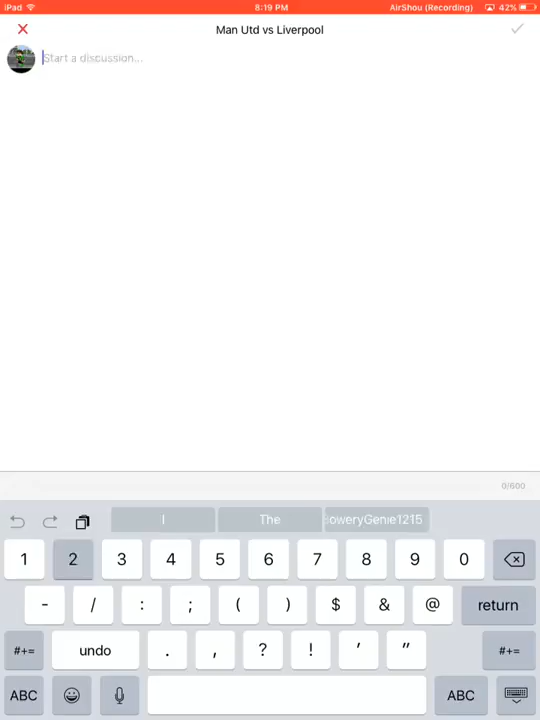 iPad 8:19 PM AirShou (Recording) 42%
Man Utd vs Liverpool
Start a discussion...
0/600
I The oweryGenie1215
1 2 3 4 5 6 7 8 9 0
- / : ; ( ) $ & @ return
#+= undo . , ? ! ' " #+=
ABC ABC